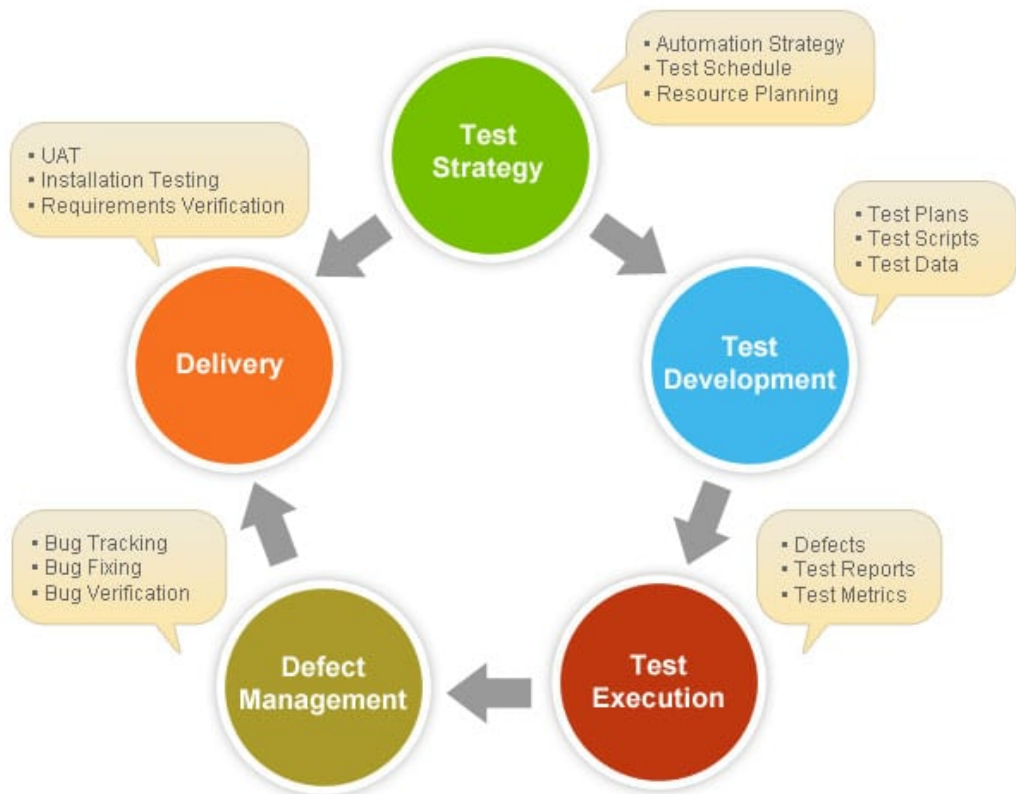 Test
Strategy
▪ Automation Strategy
▪ Test Schedule
▪ Resource Planning
Test
Development
▪ Test Plans
▪ Test Scripts
▪ Test Data
Test
Execution
▪ Defects
▪ Test Reports
▪ Test Metrics
Defect
Management
▪ Bug Tracking
▪ Bug Fixing
▪ Bug Verification
Delivery
▪ UAT
▪ Installation Testing
▪ Requirements Verification